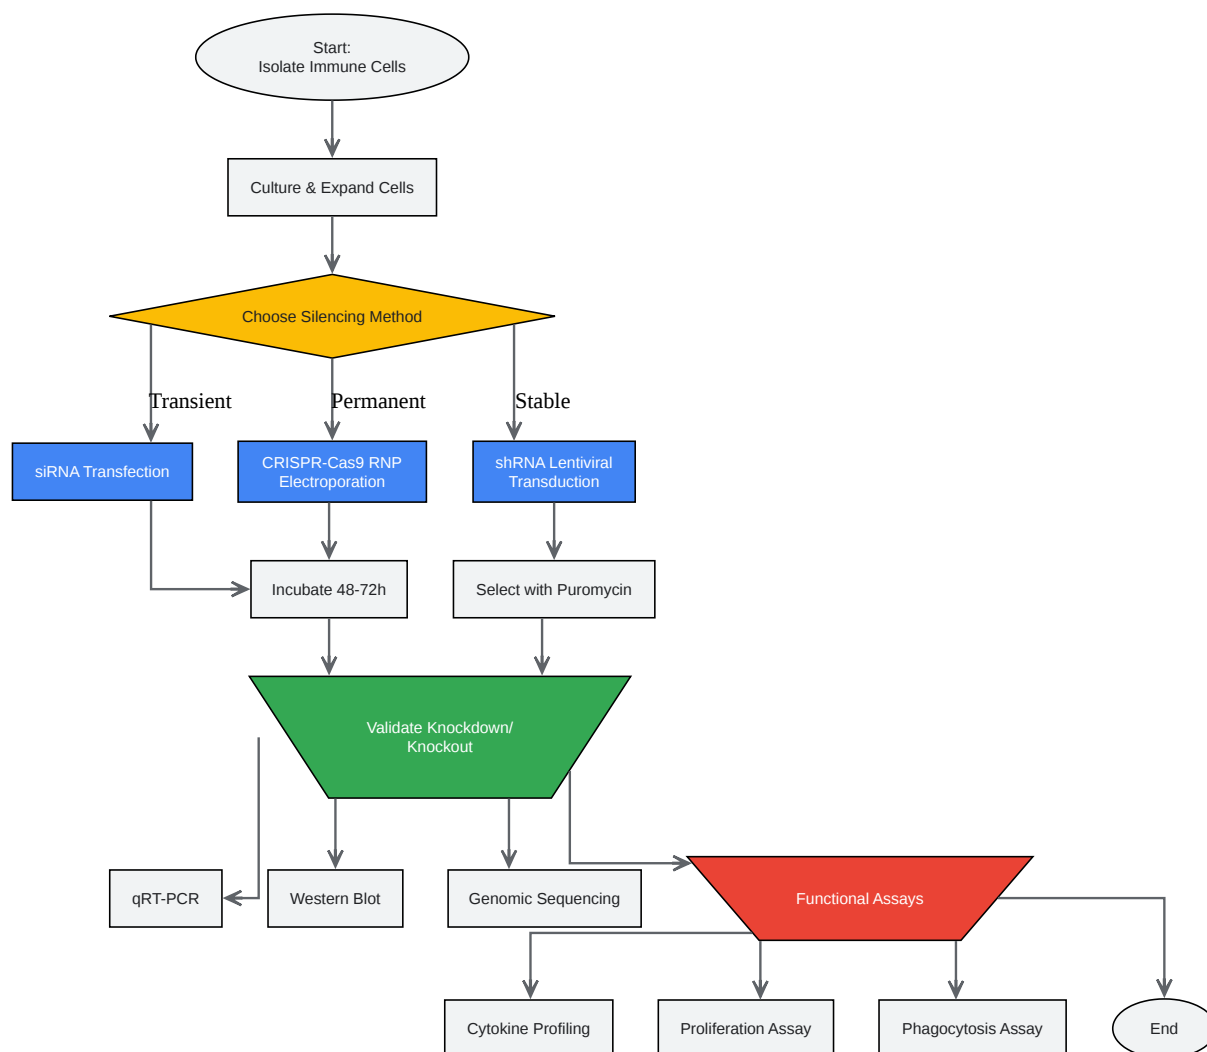 Start:
Isolate Immune Cells
Culture & Expand Cells
Choose Silencing Method
Transient
Permanent
Stable
siRNA Transfection
CRISPR-Cas9 RNP
Electroporation
shRNA Lentiviral
Transduction
Incubate 48-72h
Select with Puromycin
Validate Knockdown/
Knockout
qRT-PCR
Western Blot
Genomic Sequencing
Functional Assays
Cytokine Profiling
Proliferation Assay
Phagocytosis Assay
End